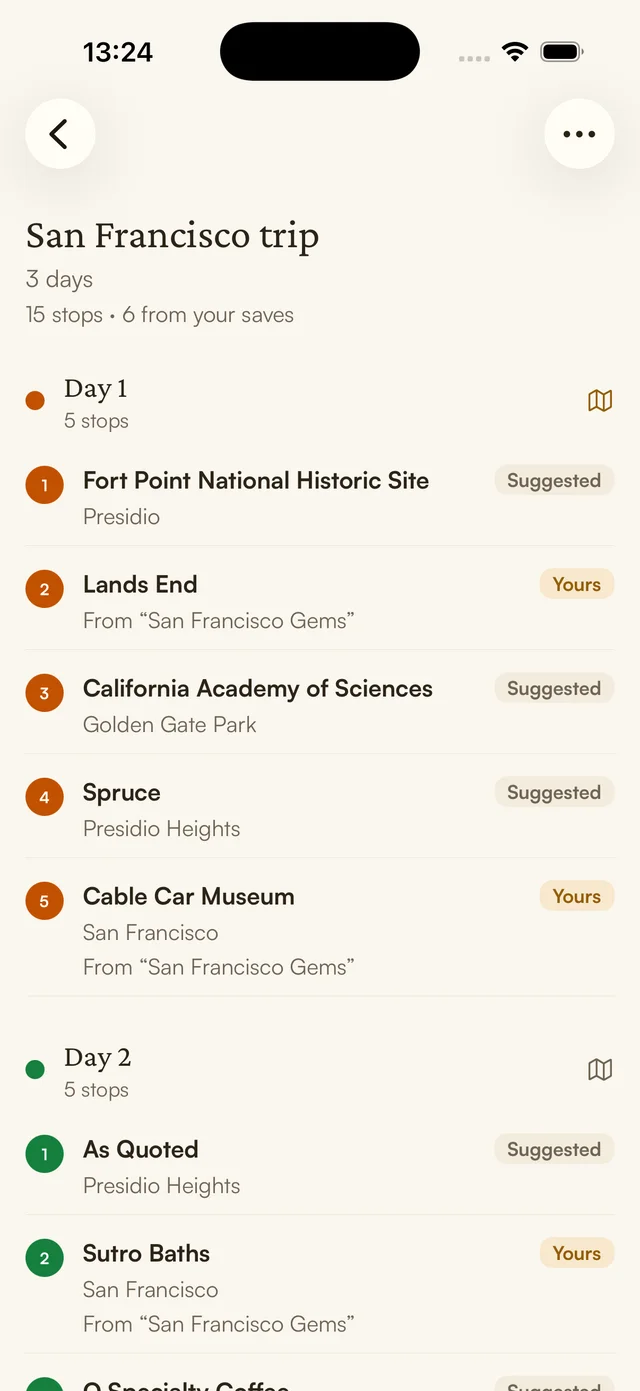 13:24
San Francisco trip
3 days
15 stops · 6 from your saves
Day 1
5 stops
1 Fort Point National Historic Site Suggested
Presidio
2 Lands End Yours
From “San Francisco Gems”
3 California Academy of Sciences Suggested
Golden Gate Park
4 Spruce Suggested
Presidio Heights
5 Cable Car Museum Yours
San Francisco
From “San Francisco Gems”
Day 2
5 stops
1 As Quoted Suggested
Presidio Heights
2 Sutro Baths Yours
San Francisco
From “San Francisco Gems”
Specialty Coffee Suggested